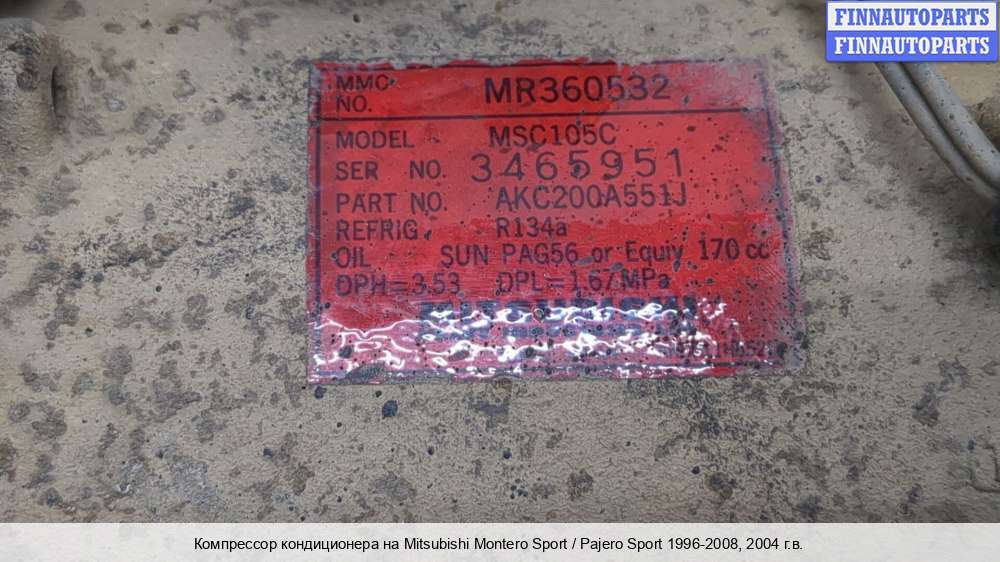 FINNAUTOPARTS
FINNAUTOPARTS
MMC NO. MR360532
MODEL MSC105C
SER NO. 3465951
PART NO. AKC200A551J
REFRIG. R134a
OIL SUN PAG56 or Equiv 170 cc
DPH=3.53 DPL=1.67MPa
MITSUBISHI
Компрессор кондиционера на Mitsubishi Montero Sport / Pajero Sport 1996-2008, 2004 г.в.